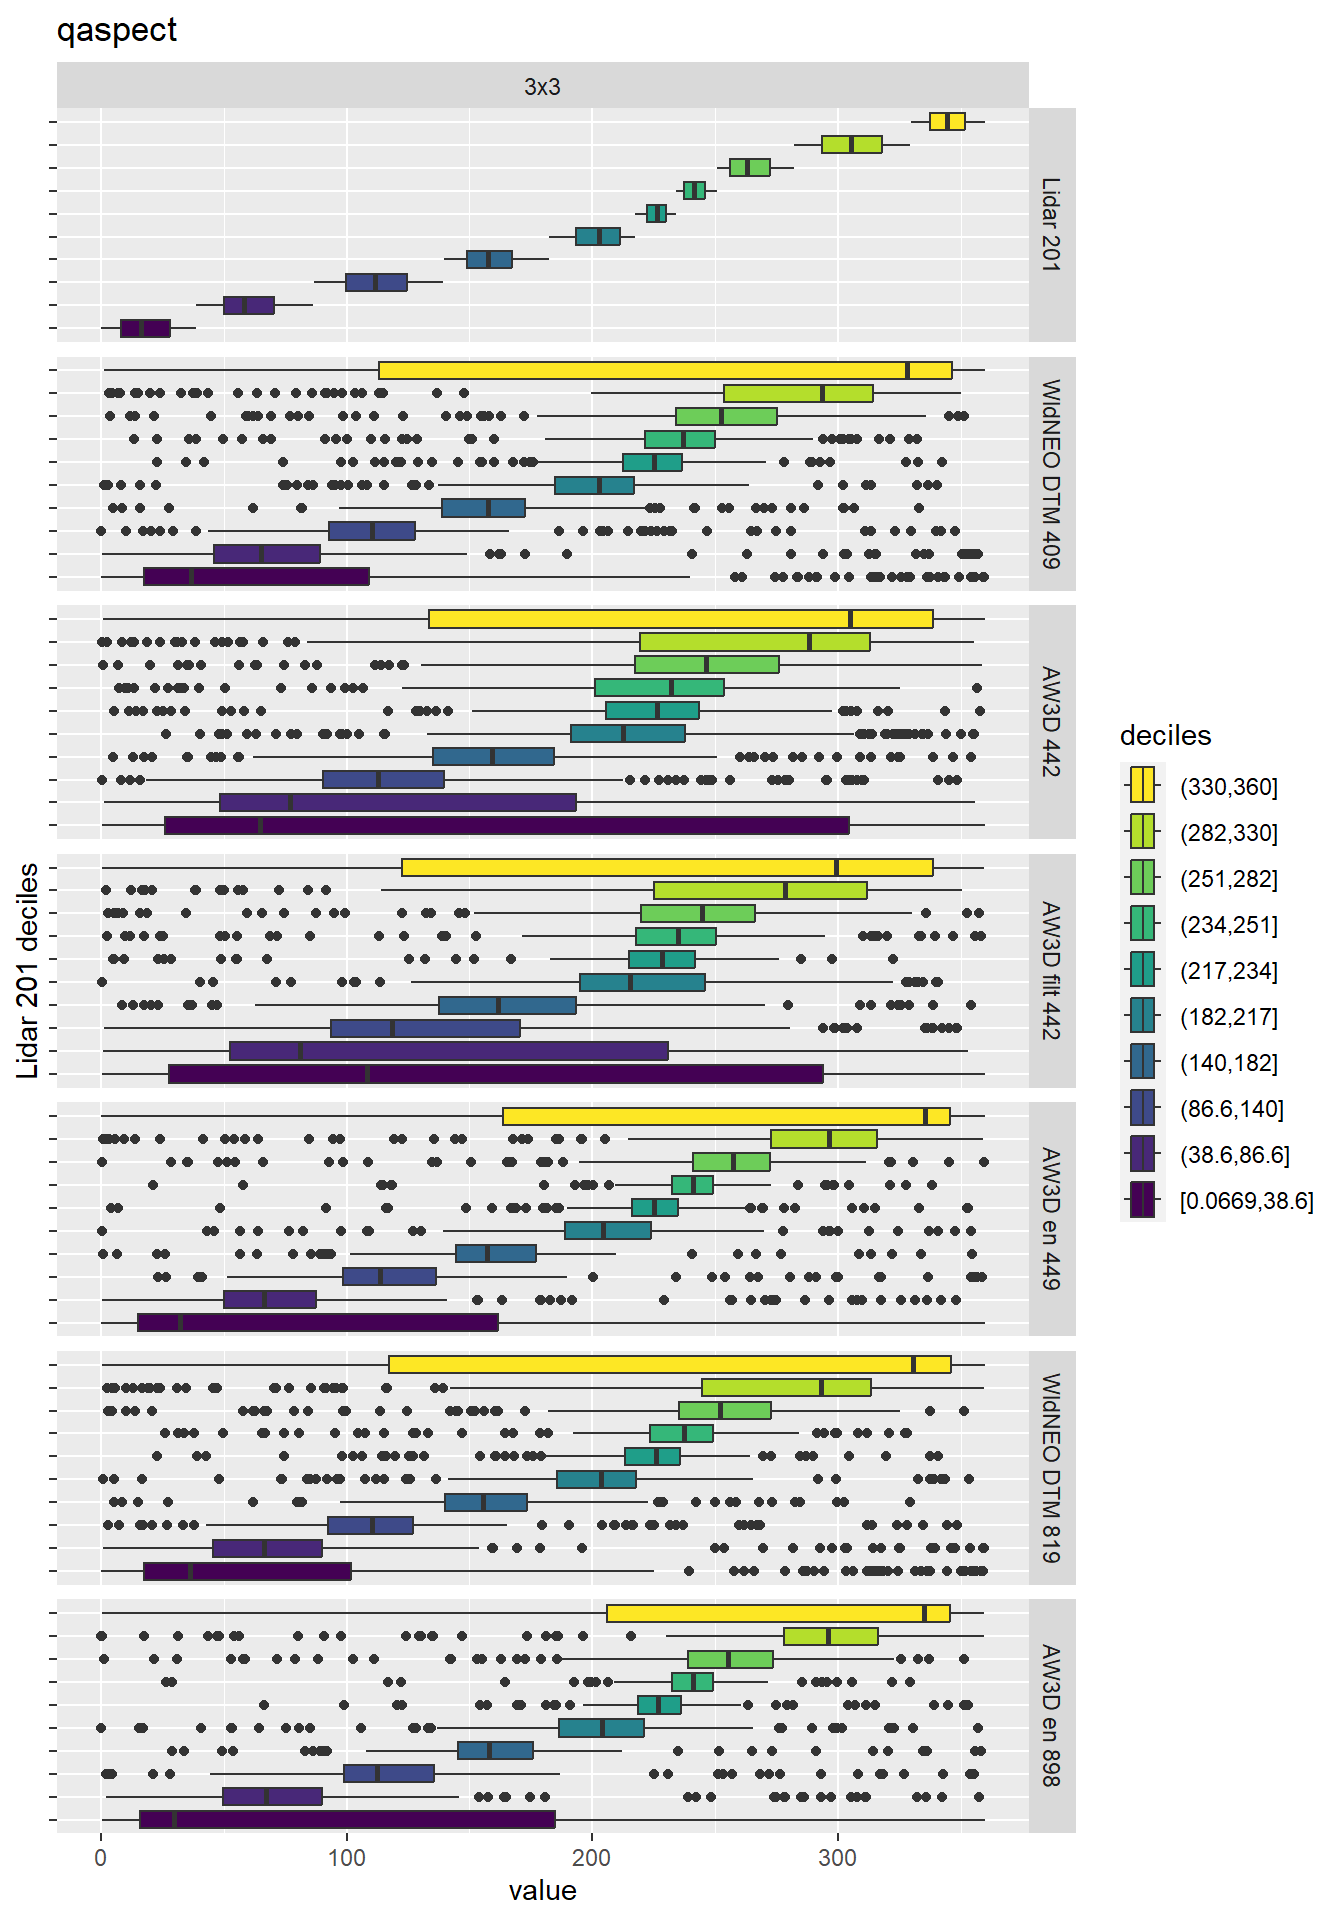 qaspect
3x3
Lidar 201
WldNEO DTM 409
AW3D 442
AW3D filt 442
AW3D en 449
WldNEO DTM 819
AW3D en 898
Lidar 201 deciles
0
100
200
300
value
deciles
(330,360]
(282,330]
(251,282]
(234,251]
(217,234]
(182,217]
(140,182]
(86.6,140]
(38.6,86.6]
[0.0669,38.6]